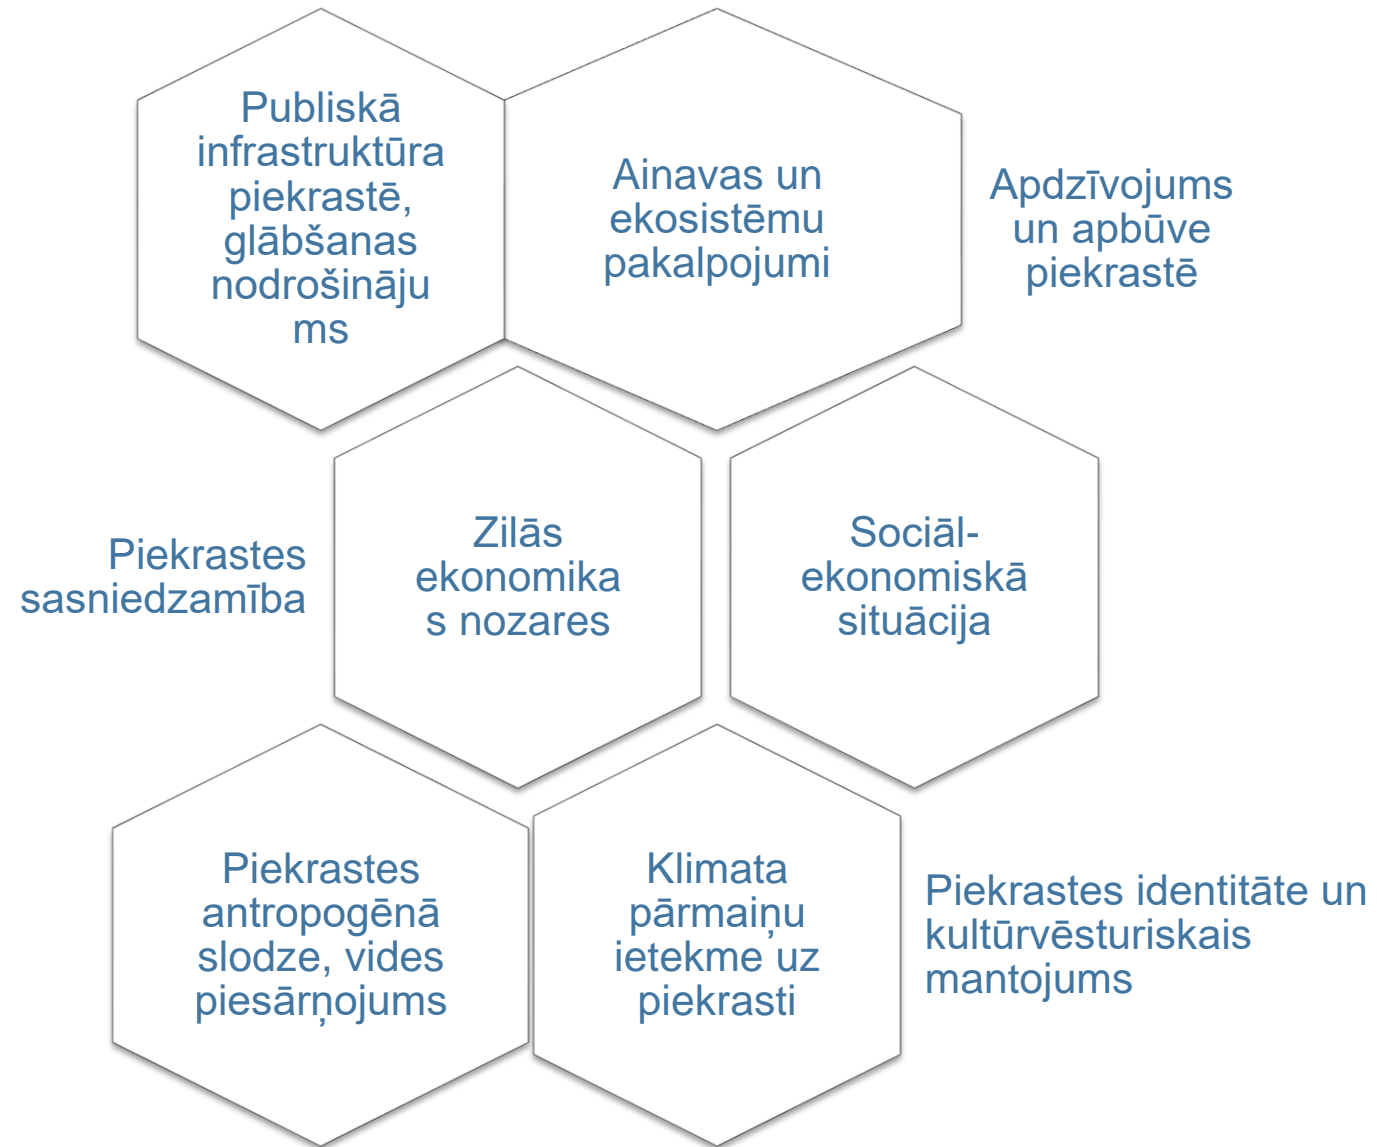 Publiskā
infrastruktūra
piekrastē,
glābšanas
nodrošināju
ms
Ainavas un
ekosistēmu
pakalpojumi
Apdzīvojums
un apbūve
piekrastē
Piekrastes
sasniedzamība
Zilās
ekonomika
s nozares
Sociāl-
ekonomiskā
situācija
Piekrastes
antropogēnā
slodze, vides
piesārņojums
Klimata
pārmaiņu
ietekme uz
piekrasti
Piekrastes identitāte un
kultūrvēsturiskais
mantojums